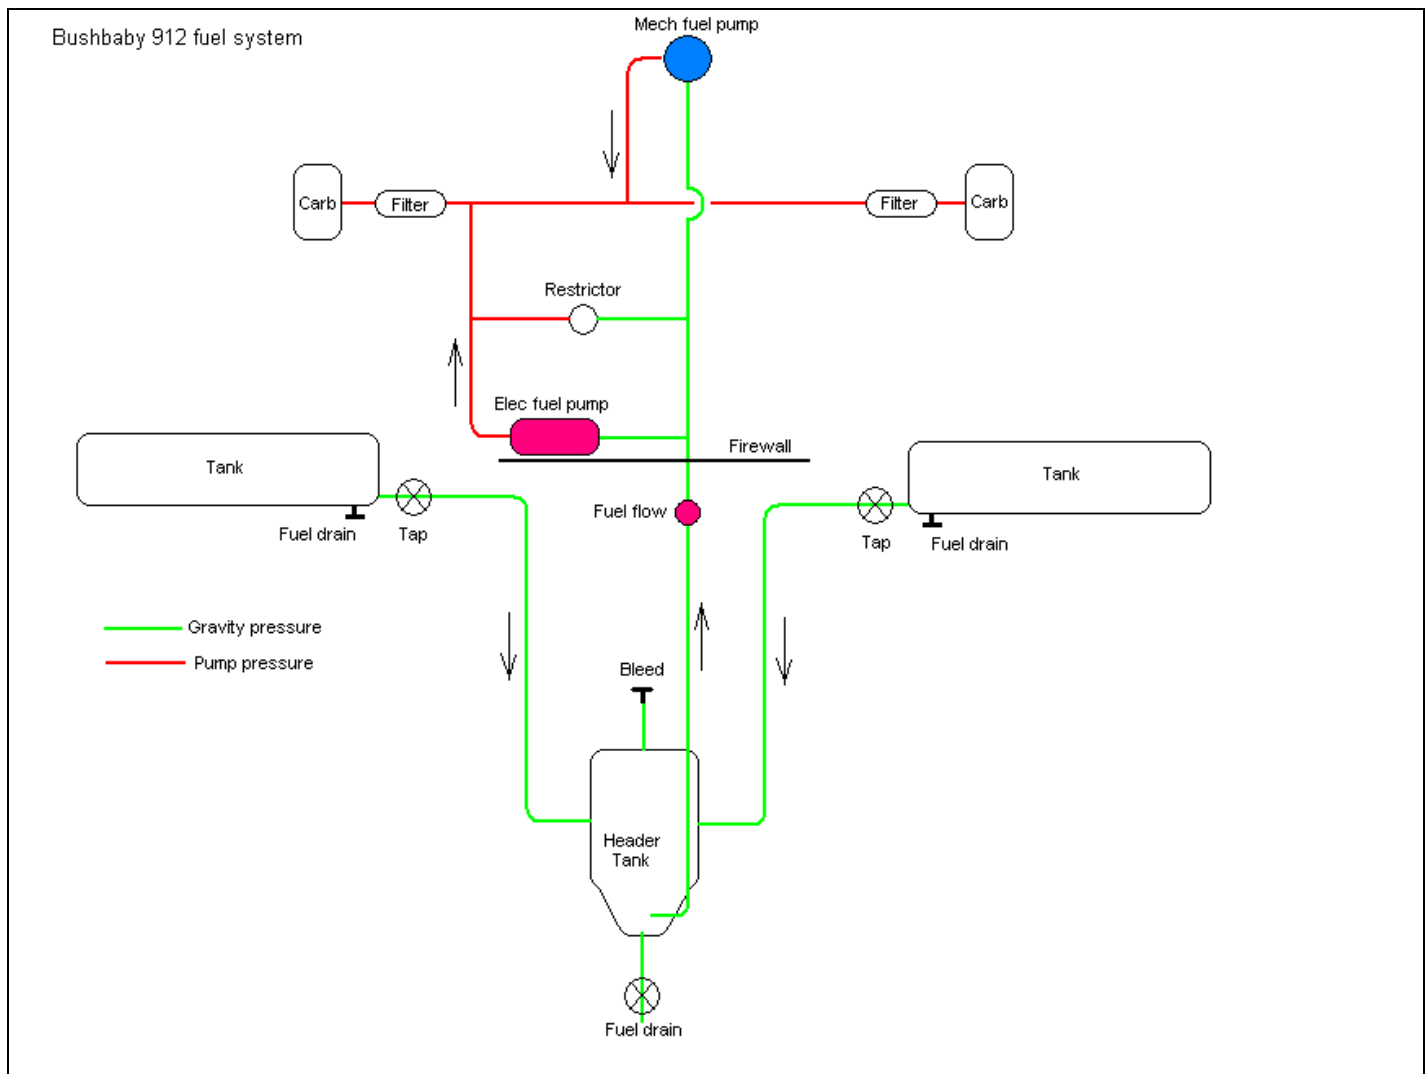 Mech fuel pump
Bushbaby 912 fuel system
Carb
Filter
Filter
Carb
Restrictor
Elec fuel pump
Firewall
Tank
Tank
Fuel flow
Fuel drain
Tap
Tap
Fuel drain
Gravity pressure
Pump pressure
Bleed
Header
Tank
Fuel drain